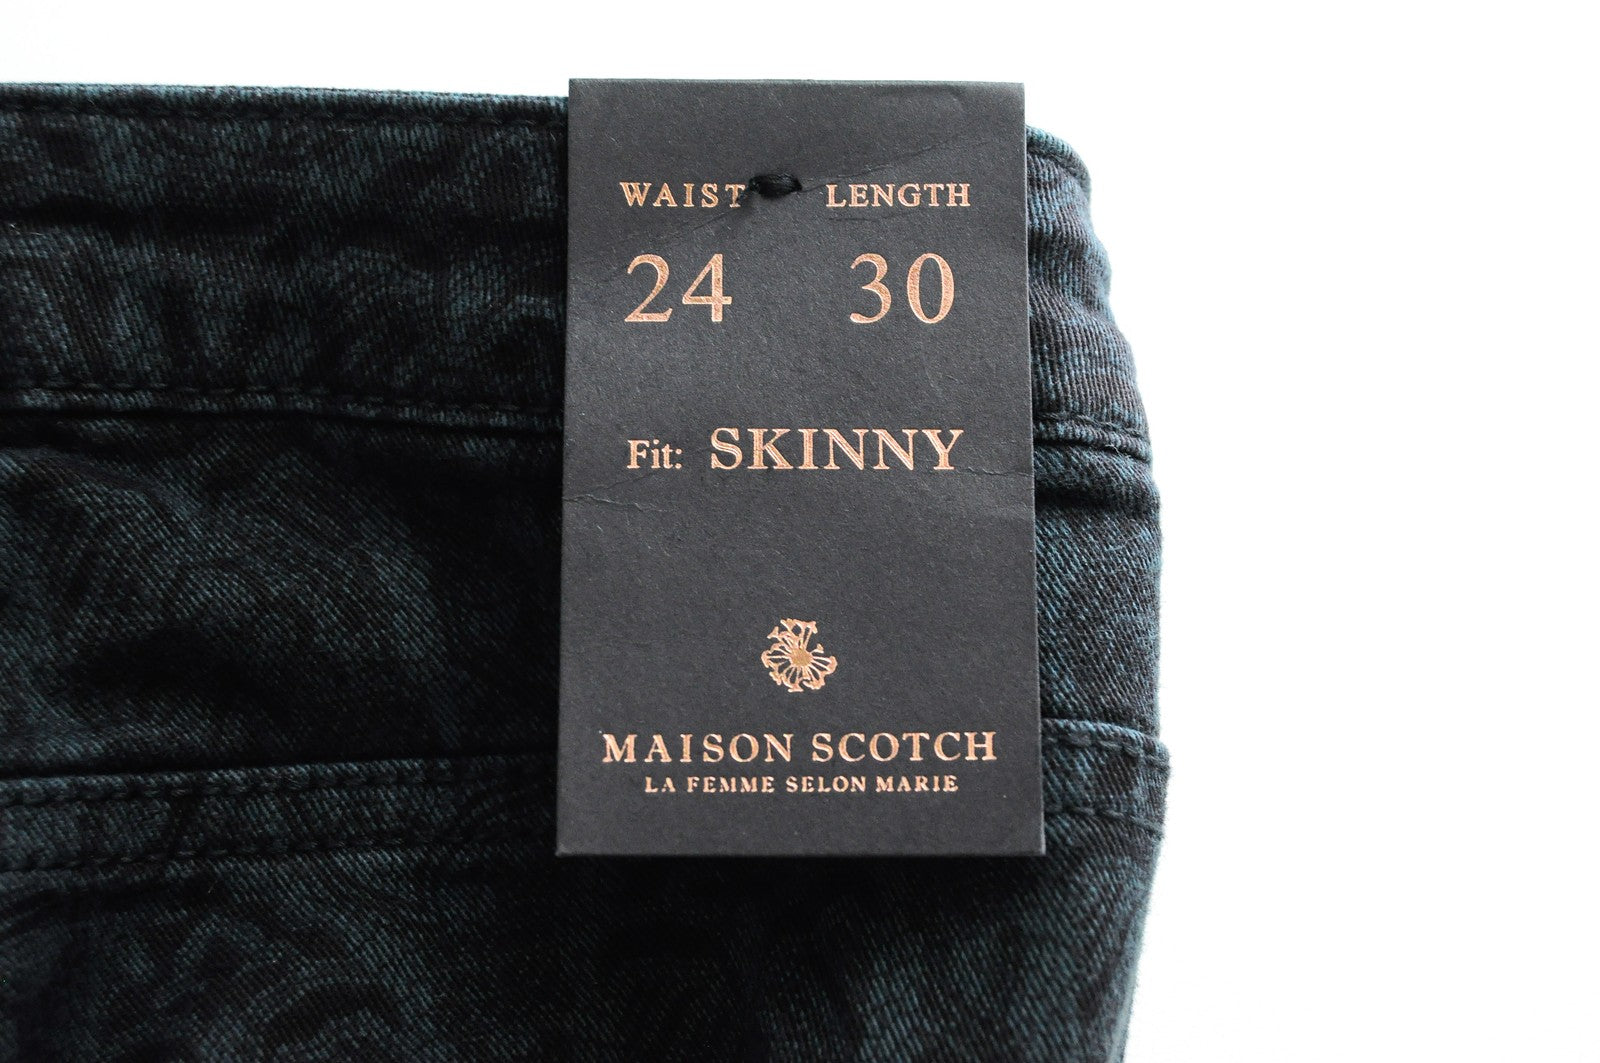 WAIST LENGTH
24 30
Fit: SKINNY
MAISON SCOTCH
LA FEMME SELON MARIE